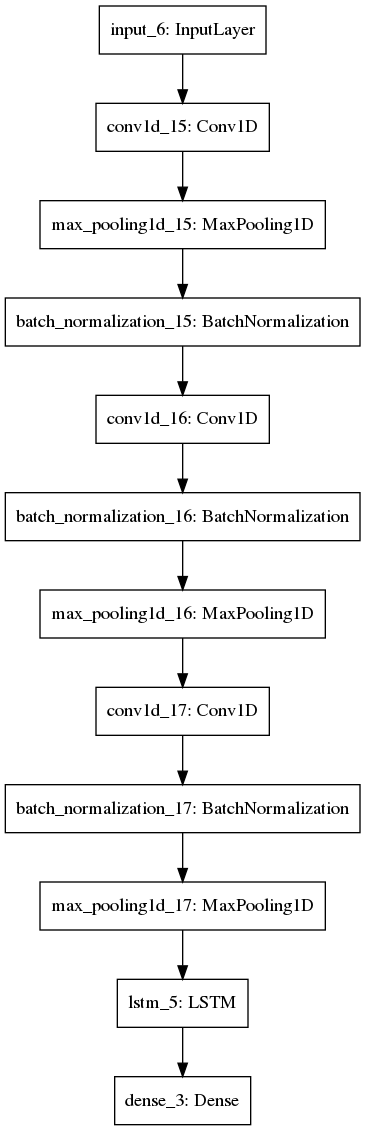 input_6: InputLayer
conv1d_15: Conv1D
max_pooling1d_15: MaxPooling1D
batch_normalization_15: BatchNormalization
conv1d_16: Conv1D
batch_normalization_16: BatchNormalization
max_pooling1d_16: MaxPooling1D
conv1d_17: Conv1D
batch_normalization_17: BatchNormalization
max_pooling1d_17: MaxPooling1D
lstm_5: LSTM
dense_3: Dense